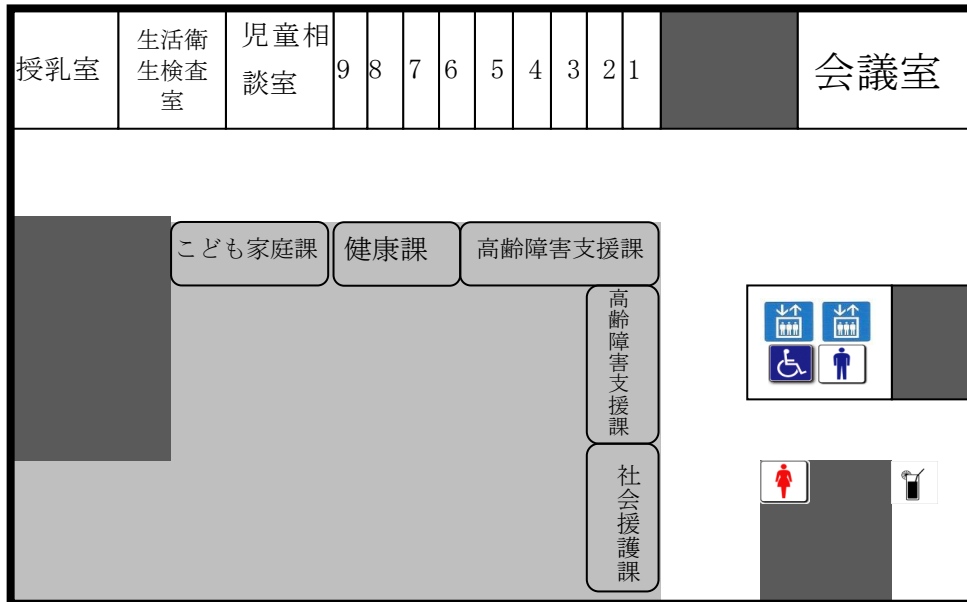 授乳室
生活衛
生検査
室
児童相
談室
9 8 7 6 5 4 3 2 1
会議室
こども家庭課
健康課
高齢障害支援課
高齢障害支援課
社会援護課